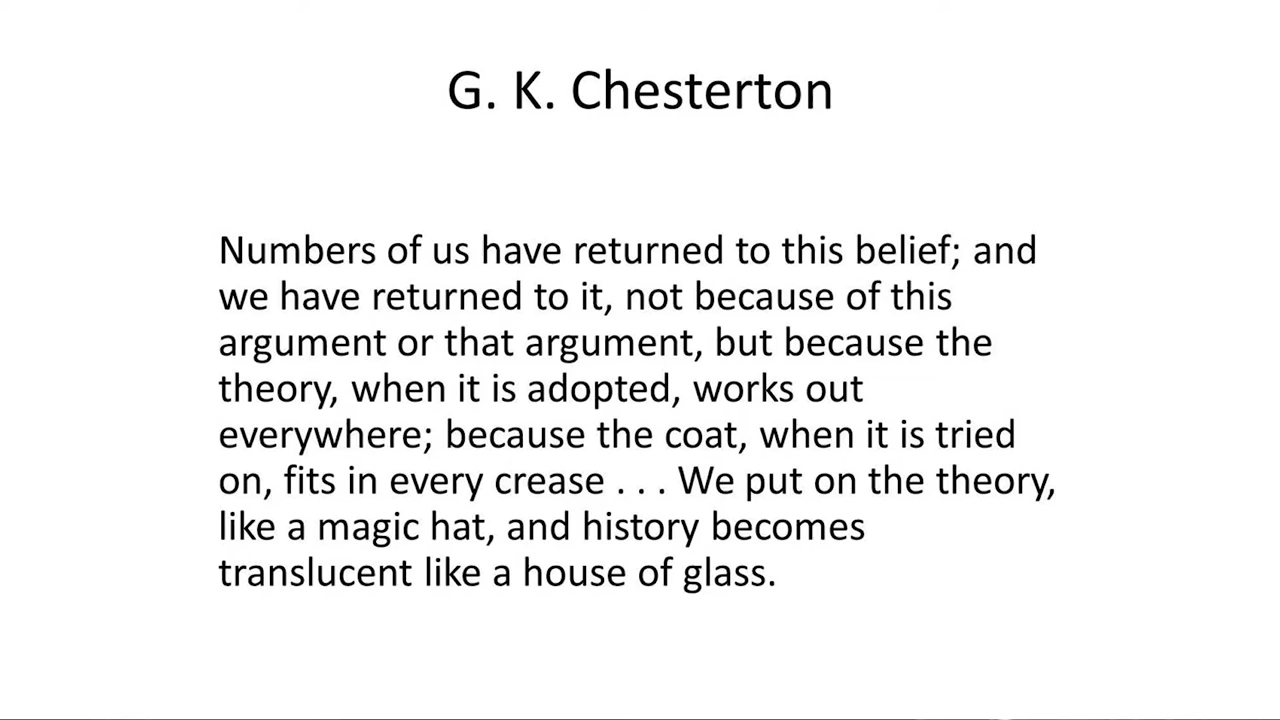 G. K. Chesterton
Numbers of us have returned to this belief; and
we have returned to it, not because of this
argument or that argument, but because the
theory, when it is adopted, works out
everywhere; because the coat, when it is tried
on, fits in every crease . . . We put on the theory,
like a magic hat, and history becomes
translucent like a house of glass.